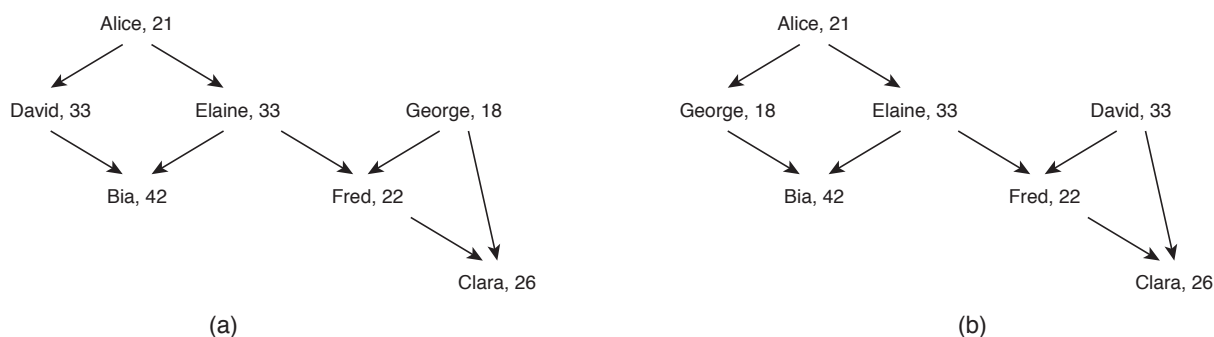 Alice, 21
David, 33 Elaine, 33 George, 18
Bia, 42 Fred, 22
Clara, 26
(a)
Alice, 21
George, 18 Elaine, 33 David, 33
Bia, 42 Fred, 22
Clara, 26
(b)